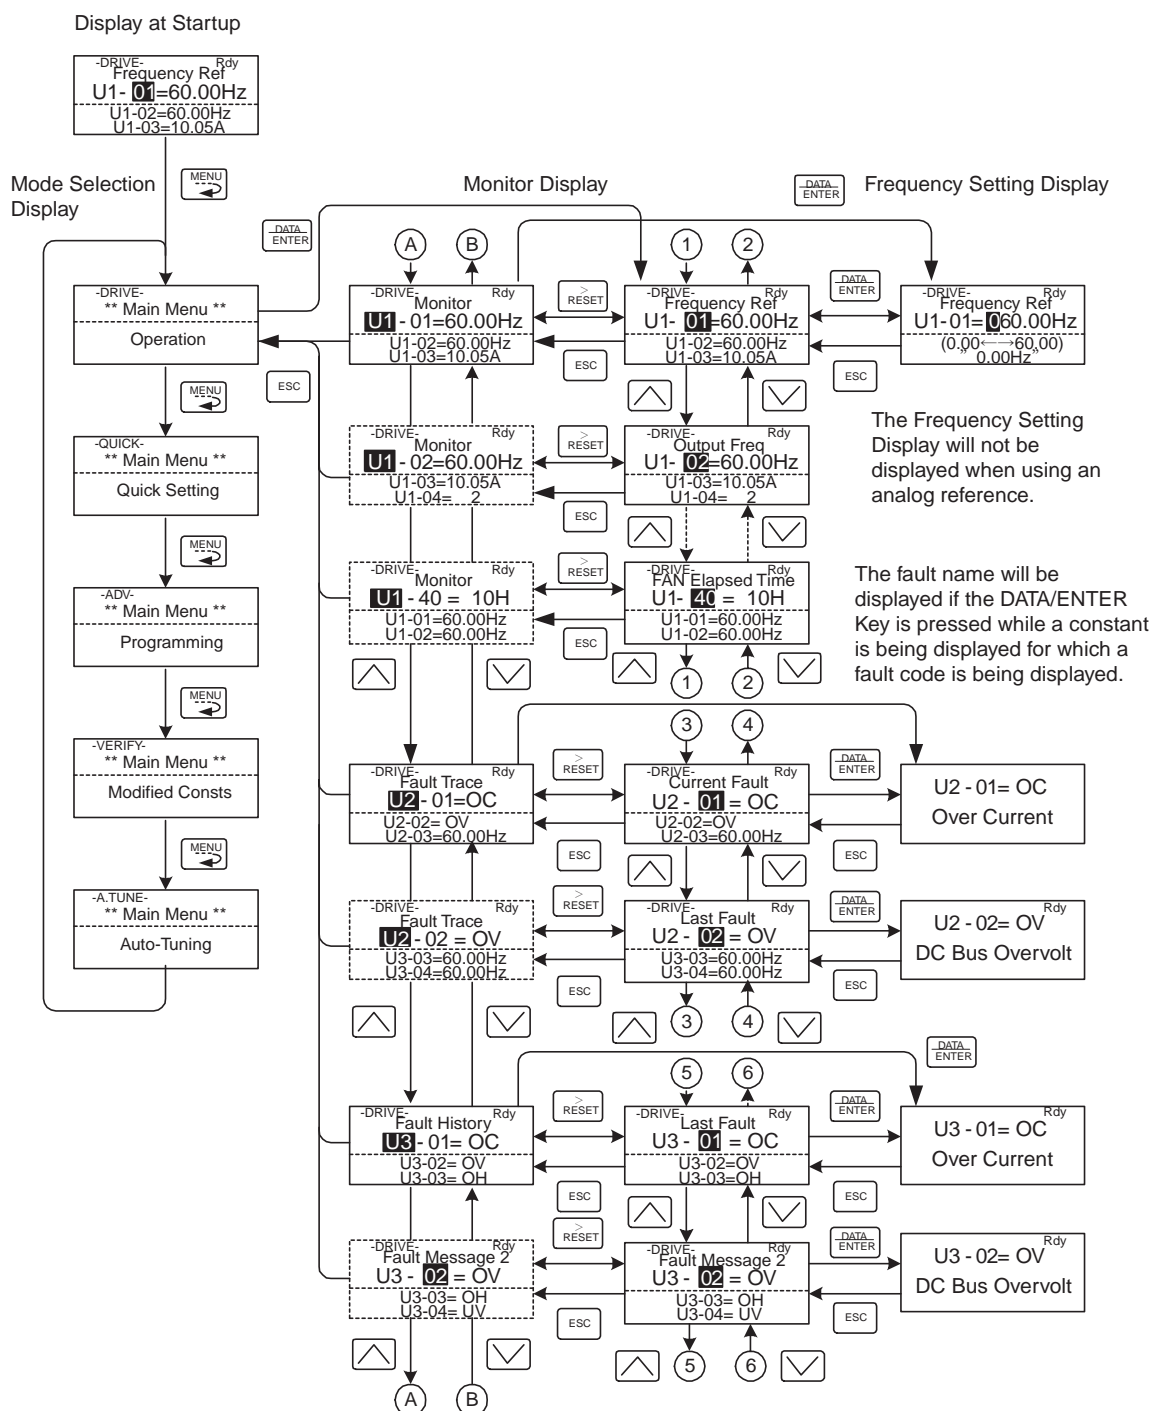 Display at Startup
-DRIVE- Rdy
Frequency Ref
U1- 01=60.00Hz
U1-02=60.00Hz
U1-03=10.05A
Mode Selection
Display
MENU
Monitor Display
DATA
ENTER
Frequency Setting Display
DATA
ENTER
A
B
1
2
-DRIVE-
** Main Menu **
Operation
-DRIVE- Rdy
Monitor
U1 - 01=60.00Hz
U1-02=60.00Hz
U1-03=10.05A
>
RESET
-DRIVE- Rdy
Frequency Ref
U1- 01=60.00Hz
U1-02=60.00Hz
U1-03=10.05A
DATA
ENTER
-DRIVE- Rdy
Frequency Ref
U1-01= 060.00Hz
(0.00←→60.00)
” 0.00Hz”
ESC
ESC
ESC
MENU
-QUICK-
** Main Menu **
Quick Setting
-DRIVE- Rdy
Monitor
U1 - 02=60.00Hz
U1-03=10.05A
U1-04= 2
>
RESET
-DRIVE- Rdy
Output Freq
U1- 02=60.00Hz
U1-03=10.05A
U1-04= 2
ESC
The Frequency Setting
Display will not be
displayed when using an
analog reference.
MENU
-ADV-
** Main Menu **
Programming
-DRIVE- Rdy
Monitor
U1 - 40 = 10H
U1-01=60.00Hz
U1-02=60.00Hz
>
RESET
-DRIVE- Rdy
FAN Elapsed Time
U1- 40 = 10H
U1-01=60.00Hz
U1-02=60.00Hz
ESC
1
2
The fault name will be
displayed if the DATA/ENTER
Key is pressed while a constant
is being displayed for which a
fault code is being displayed.
MENU
-VERIFY-
** Main Menu **
Modified Consts
3
4
-DRIVE- Rdy
Fault Trace
U2 - 01=OC
U2-02= OV
U2-03=60.00Hz
>
RESET
-DRIVE- Rdy
Current Fault
U2 - 01 = OC
U2-02=OV
U2-03=60.00Hz
DATA
ENTER
U2 - 01= OC
Over Current
ESC
ESC
MENU
-A.TUNE-
** Main Menu **
Auto-Tuning
-DRIVE- Rdy
Fault Trace
U2 - 02 = OV
U3-03=60.00Hz
U3-04=60.00Hz
>
RESET
-DRIVE- Rdy
Last Fault
U2 - 02 = OV
U3-03=60.00Hz
U3-04=60.00Hz
DATA
ENTER
Rdy
U2 - 02= OV
DC Bus Overvolt
ESC
ESC
3
4
DATA
ENTER
5
6
-DRIVE- Rdy
Fault History
U3 - 01= OC
U3-02= OV
U3-03= OH
>
RESET
-DRIVE- Rdy
Last Fault
U3 - 01 = OC
U3-02=OV
U3-03=OH
DATA
ENTER
Rdy
U3 - 01= OC
Over Current
ESC
ESC
-DRIVE- Rdy
Fault Message 2
U3 - 02 = OV
U3-03= OH
U3-04= UV
>
RESET
-DRIVE- Rdy
Fault Message 2
U3 - 02 = OV
U3-03= OH
U3-04= UV
DATA
ENTER
Rdy
U3 - 02= OV
DC Bus Overvolt
ESC
ESC
5
6
A
B